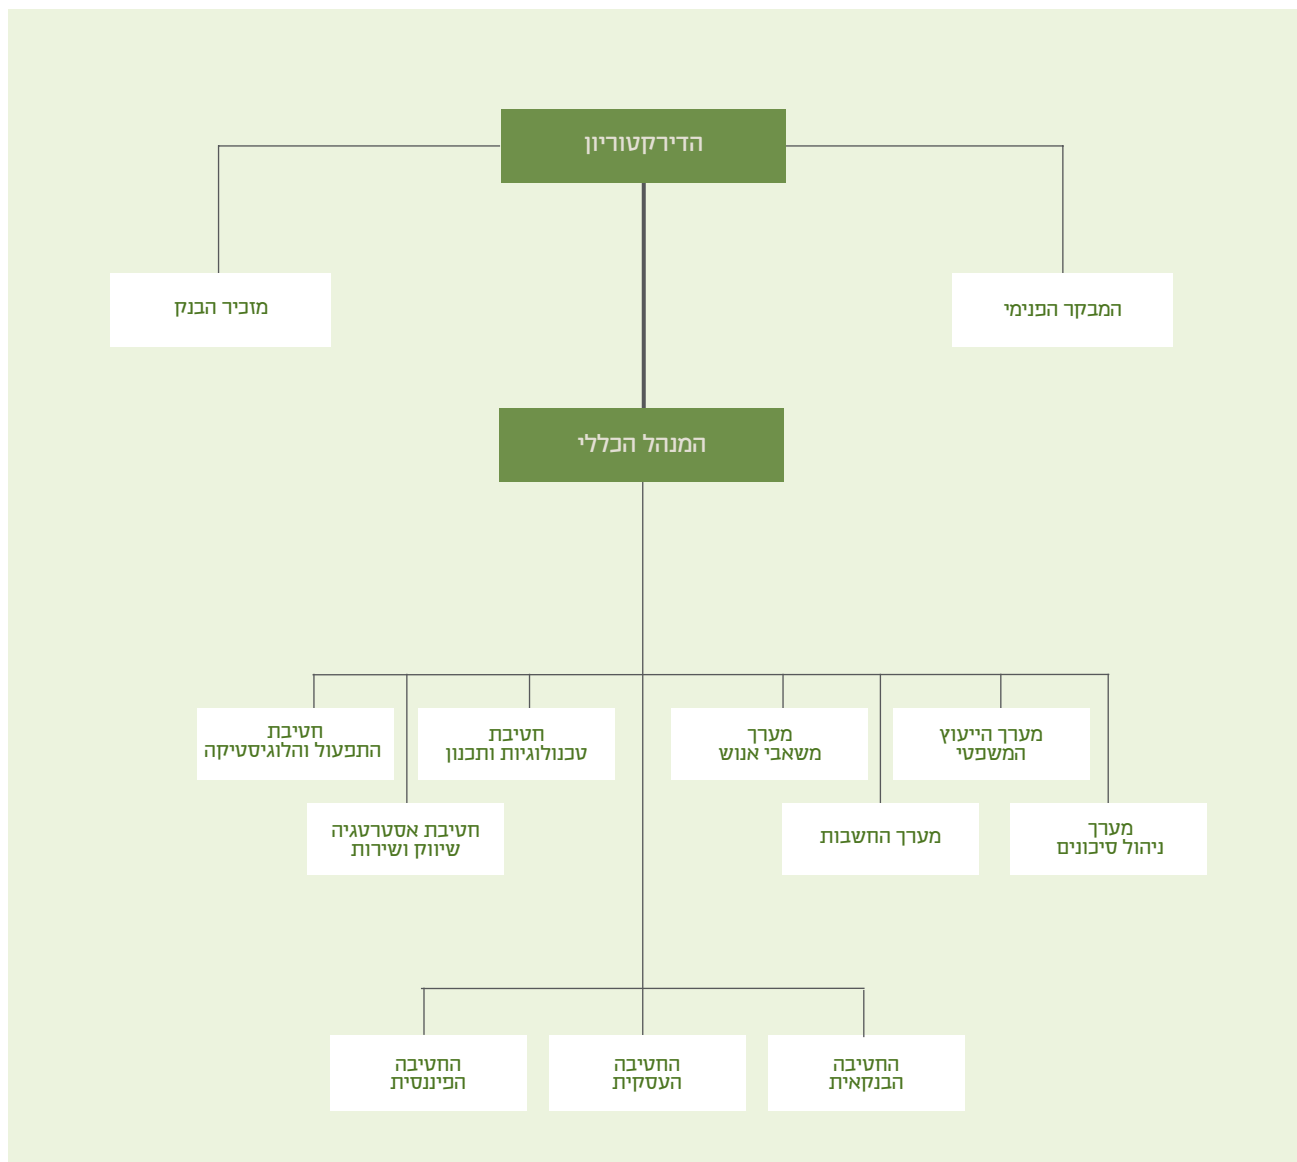 הדירקטוריון
המבקר הפנימי
מזכיר הבנק
המנהל הכללי
מערך הייעוץ
המשפטי
מערך
משאבי אנוש
חטיבת
טכנולוגיות ותכנון
חטיבת
התפעול והלוגיסטיקה
מערך
ניהול סיכונים
מערך החשבות
חטיבת אסטרטגיה
שיווק ושירות
החטיבה
הבנקאית
החטיבה
העסקית
החטיבה
הפיננסית